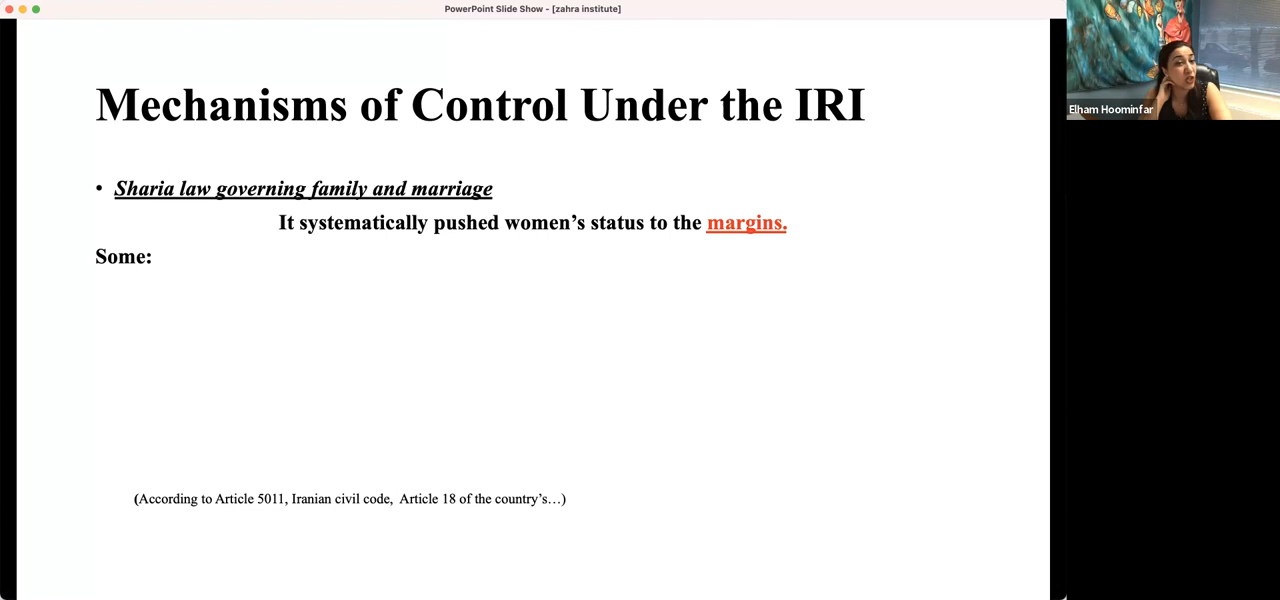 PowerPoint Slide Show - [zahra institute]
Mechanisms of Control Under the IRI
• Sharia law governing family and marriage
It systematically pushed women’s status to the margins.
Some:
(According to Article 5011, Iranian civil code, Article 18 of the country’s…)
Elham Hoominfar